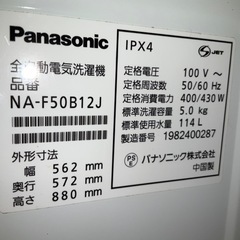 Panasonic
全自動電気洗濯機
NA-F50B12J
外形寸法
幅 562 mm
奥行 572 mm
高さ 880 mm
IPX4
JET
定格電圧 100 V ～
定格周波数 50/60 Hz
定格消費電力 400/430 W
標準洗濯容量 5.0 kg
標準使用水量 114 L
製造番号 1982400287
PS E
パナソニック株式会社
中国製